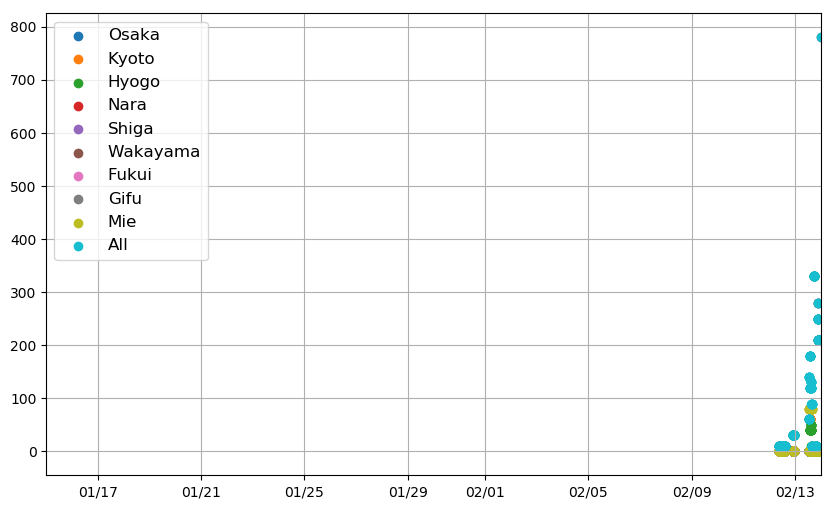 800
700
600
500
400
300
200
100
0
Osaka
Kyoto
Hyogo
Nara
Shiga
Wakayama
Fukui
Gifu
Mie
All
01/17 01/21 01/25 01/29 02/01 02/05 02/09 02/13